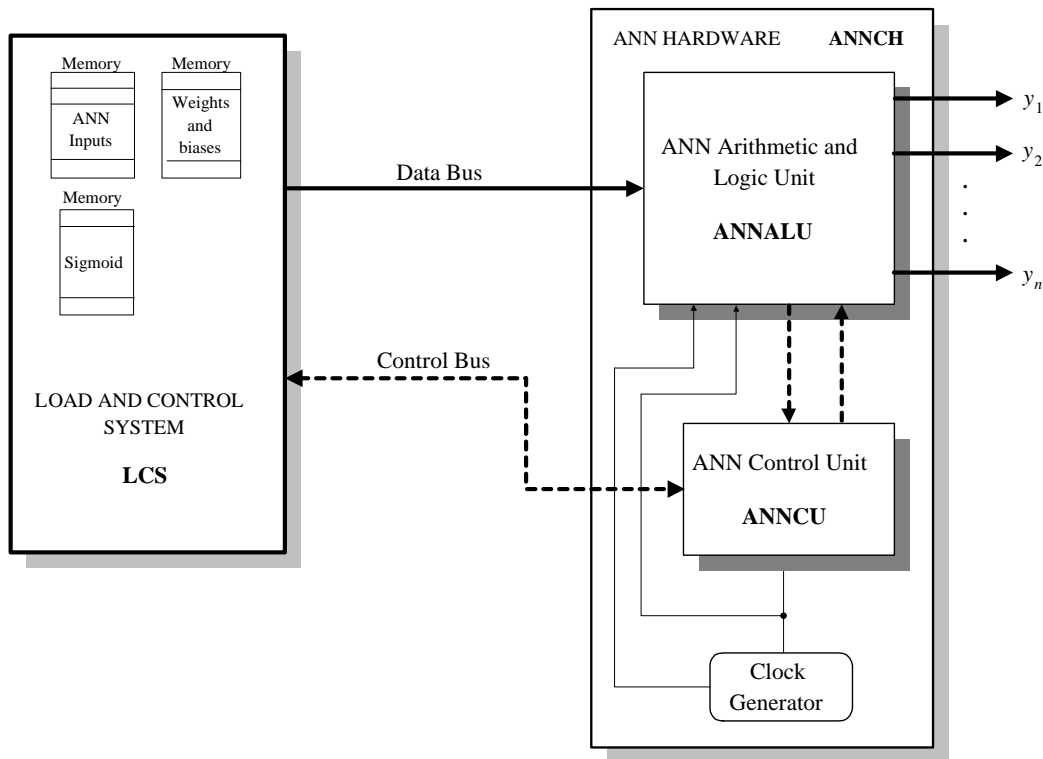 Memory
ANN
Inputs
Memory
Weights
and
biases
Memory
Sigmoid
LOAD AND CONTROL
SYSTEM
LCS
Data Bus
Control Bus
ANN HARDWARE ANNCH
ANN Arithmetic and
Logic Unit
ANNALU
ANN Control Unit
ANNCU
Clock
Generator
y1
y2
.
.
.
yn